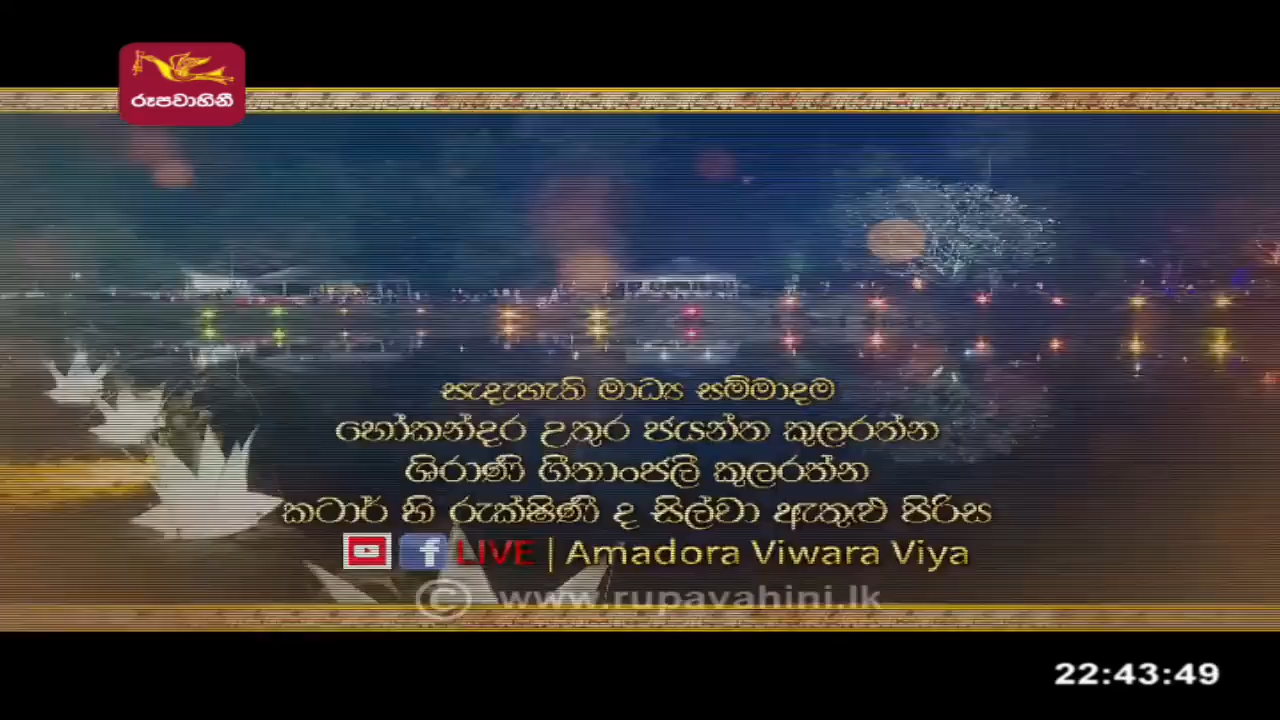 රූපවාහිනී
සැදැහැති මාධ්‍ය සම්මාදම
හෝකන්දර උතුර ජයන්ත කුලරත්න
ශිරාණි ගීතාංජලී කුලරත්න
කටාර් හි රුක්ෂිණී ද සිල්වා ඇතුළු පිරිස
LIVE | Amadora Viwara Viya
© www.rupavahini.lk
22:43:49